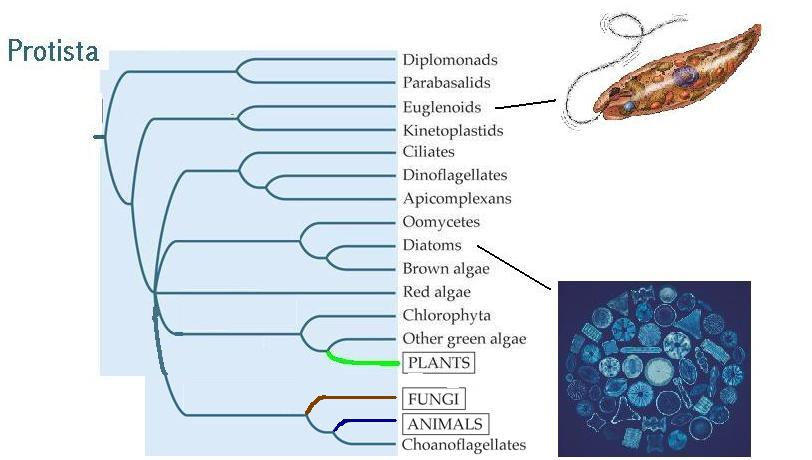 Protista
Diplomonads
Parabasalids
Euglenoids
Kinetoplastids
Ciliates
Dinoflagellates
Apicomplexans
Oomycetes
Diatoms
Brown algae
Red algae
Chlorophyta
Other green algae
PLANTS
FUNGI
ANIMALS
Choanoflagellates